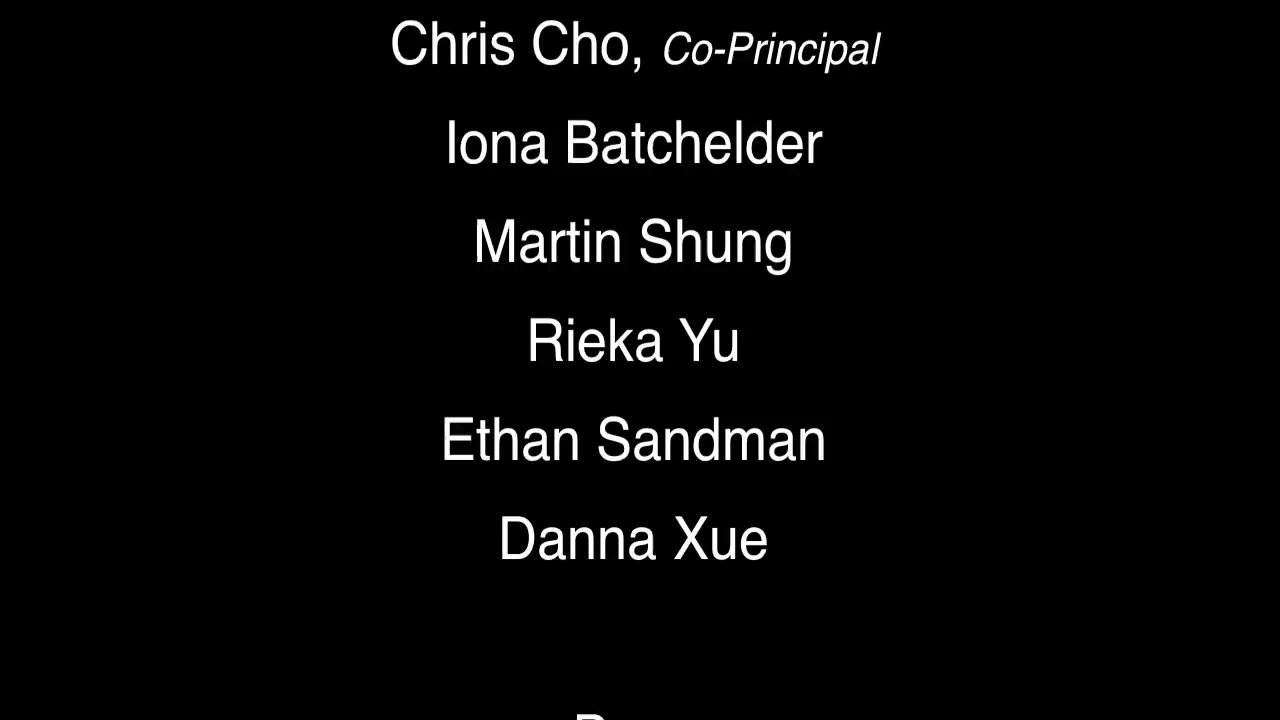 Chris Cho, Co-Principal
Iona Batchelder
Martin Shung
Rieka Yu
Ethan Sandman
Danna Xue